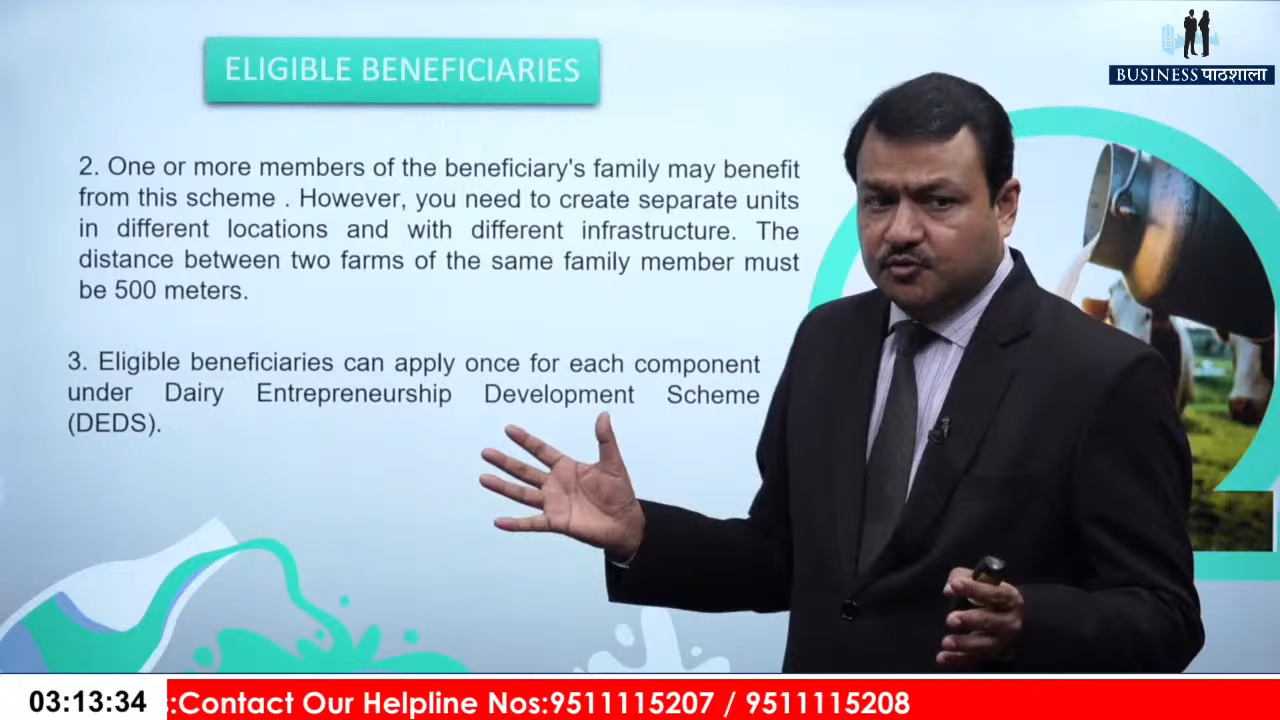 BUSINESS पाठशाला
ELIGIBLE BENEFICIARIES
2. One or more members of the beneficiary's family may benefit
from this scheme . However, you need to create separate units
in different locations and with different infrastructure. The
distance between two farms of the same family member must
be 500 meters.
3. Eligible beneficiaries can apply once for each component
under Dairy Entrepreneurship Development Scheme
(DEDS).
03:13:34
:Contact Our Helpline Nos:9511115207 / 9511115208